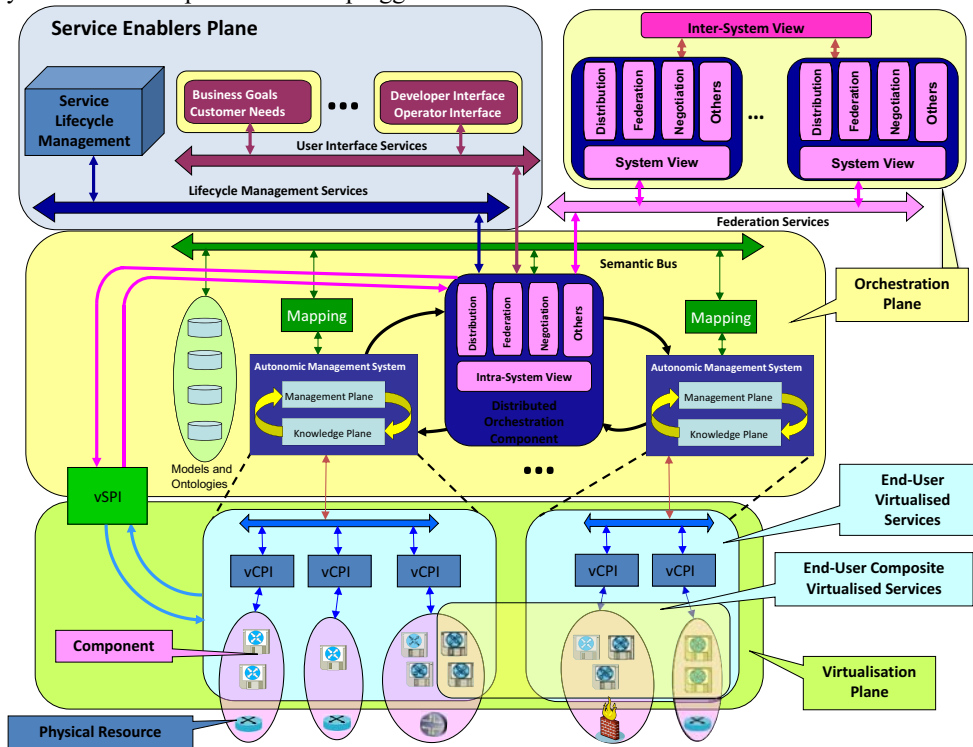 Service Enablers Plane
Service
Lifecycle
Management
Business Goals
Customer Needs
Developer Interface
Operator Interface
User Interface Services
Lifecycle Management Services
Inter-System View
Distribution
Federation
Negotiation
Others
System View
...
Distribution
Federation
Negotiation
Others
System View
Federation Services
Semantic Bus
Orchestration
Plane
Mapping
Mapping
Distribution
Federation
Negotiation
Others
Intra-System View
Distributed
Orchestration
Component
Autonomic Management System
Management Plane
Knowledge Plane
Autonomic Management System
Management Plane
Knowledge Plane
Models and
Ontologies
vSPI
End-User
Virtualised
Services
vCPI
vCPI
vCPI
vCPI
vCPI
End-User Composite
Virtualised Services
Component
Virtualisation
Plane
Physical Resource